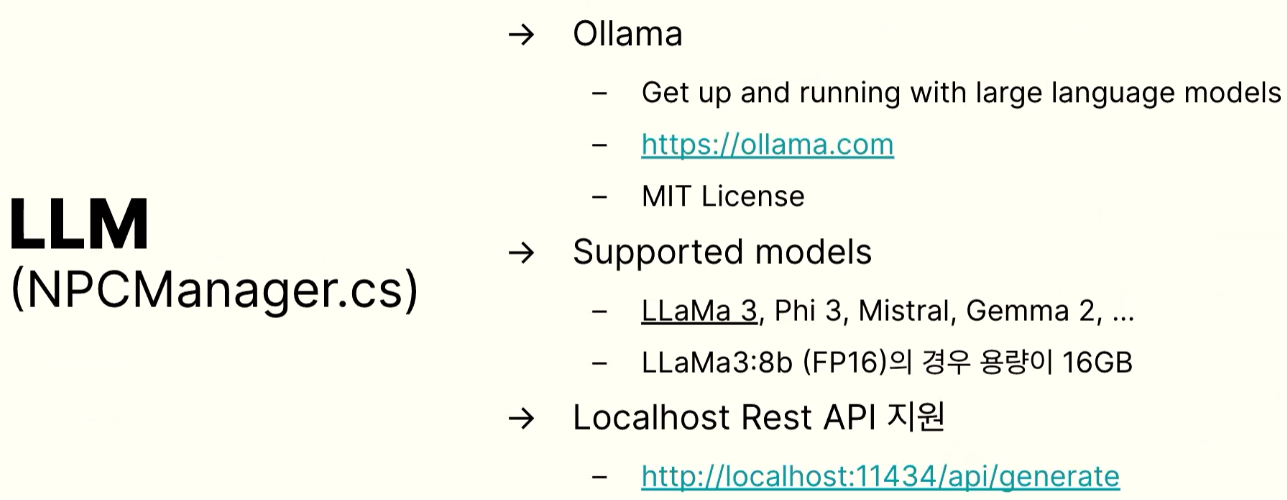 LLM
(NPCManager.cs)
→ Ollama
– Get up and running with large language models
– https://ollama.com
– MIT License
→ Supported models
– LLaMa 3, Phi 3, Mistral, Gemma 2, ...
– LLaMa3:8b (FP16)의 경우 용량이 16GB
→ Localhost Rest API 지원
– http://localhost:11434/api/generate